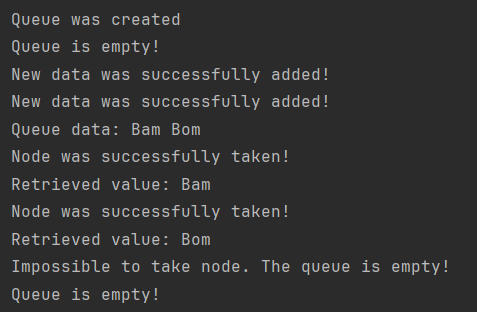 Queue was created
Queue is empty!
New data was successfully added!
New data was successfully added!
Queue data: Bam Bom
Node was successfully taken!
Retrieved value: Bam
Node was successfully taken!
Retrieved value: Bom
Impossible to take node. The queue is empty!
Queue is empty!